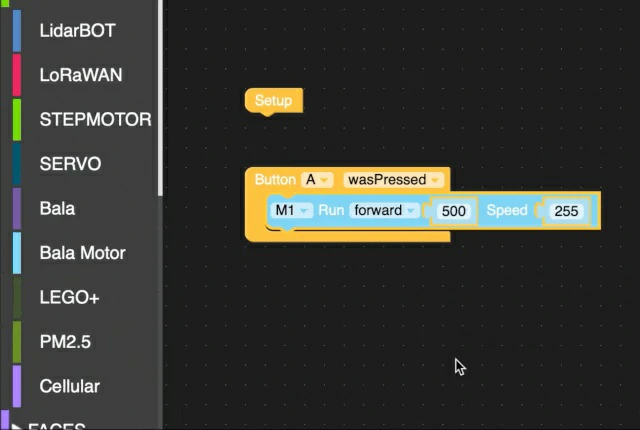 LidarBOT
LoRaWAN
STEPMOTOR
SERVO
Bala
Bala Motor
LEGO+
PM2.5
Cellular
FACES
Setup
Button A wasPressed
M1 Run forward 500 Speed 255